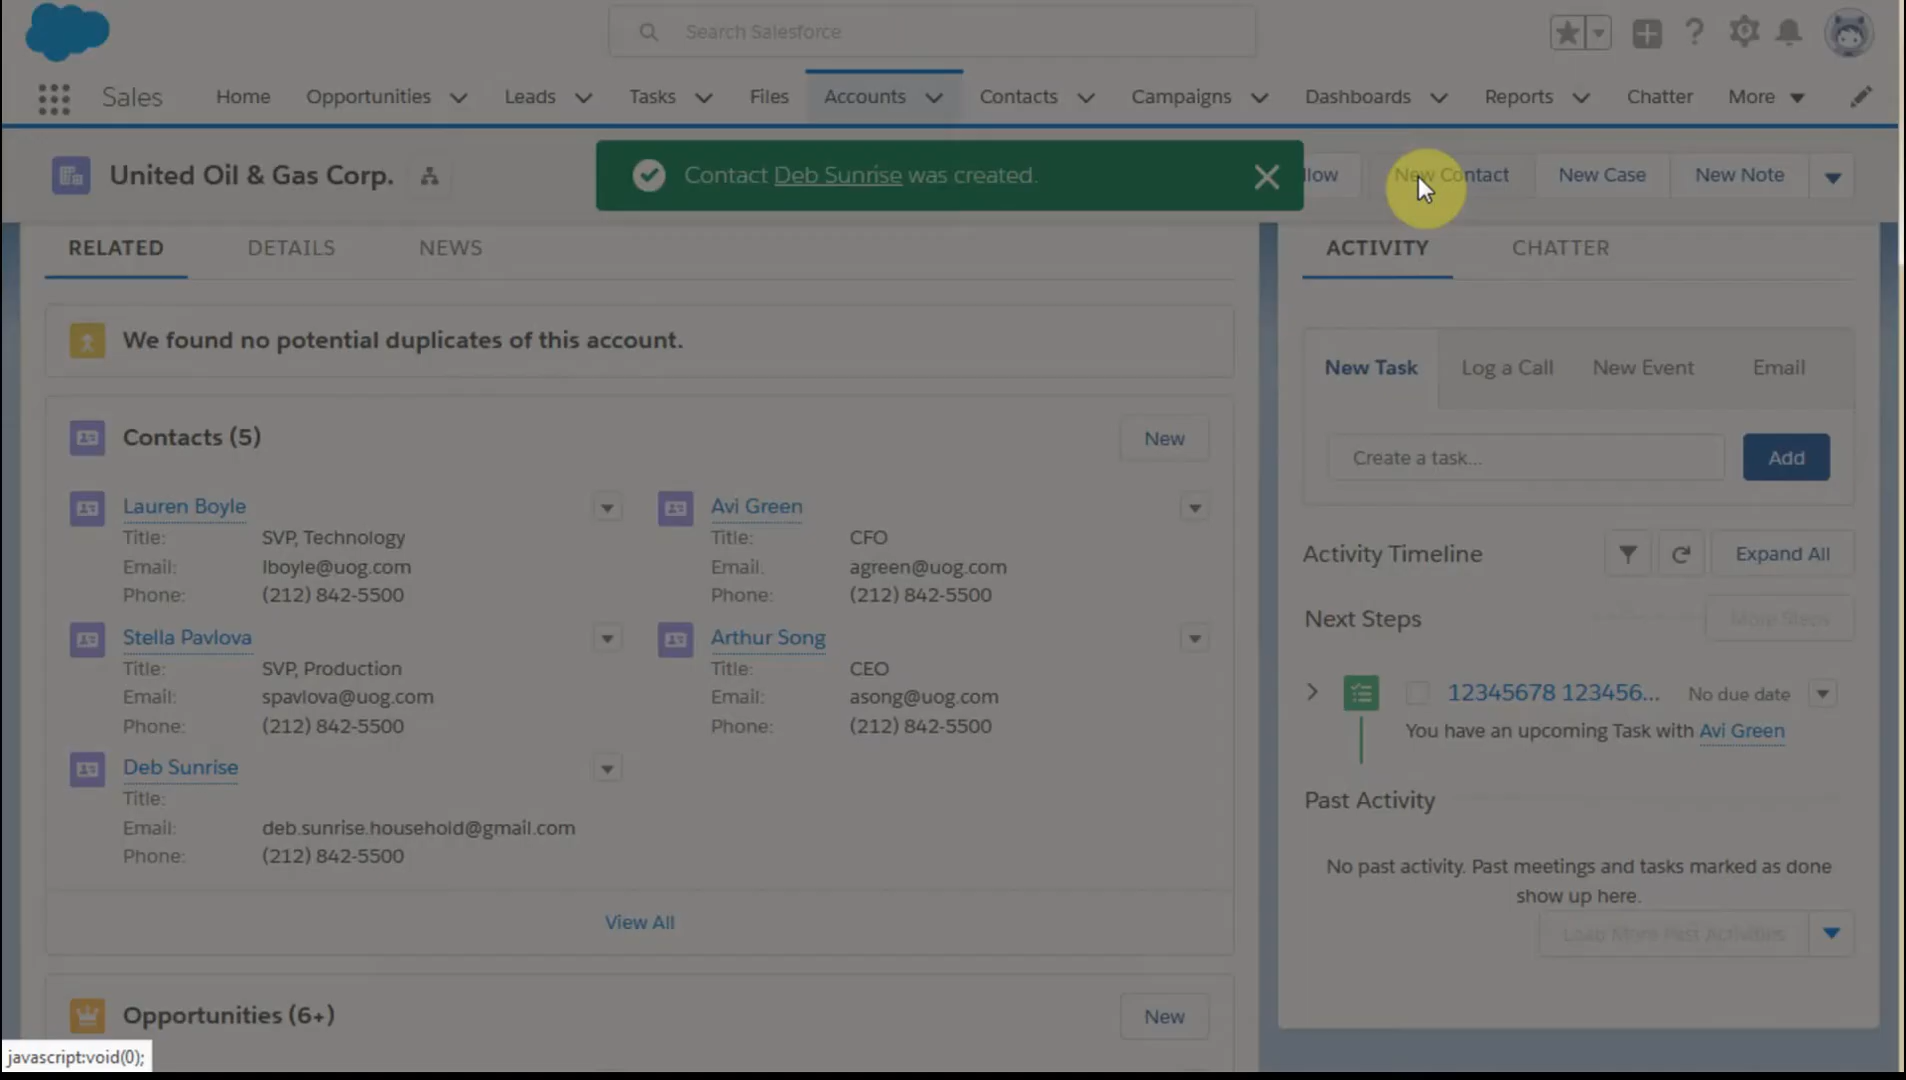 Search Salesforce
Sales Home Opportunities Leads Tasks Files Accounts Contacts Campaigns Dashboards Reports Chatter More
United Oil & Gas Corp.
Contact Deb Sunrise was created.
llow New Contact New Case New Note
RELATED DETAILS NEWS
We found no potential duplicates of this account.
Contacts (5) New
Lauren Boyle
Title: SVP, Technology
Email: lboyle@uog.com
Phone: (212) 842-5500
Avi Green
Title: CFO
Email: agreen@uog.com
Phone: (212) 842-5500
Stella Pavlova
Title: SVP, Production
Email: spavlova@uog.com
Phone: (212) 842-5500
Arthur Song
Title: CEO
Email: asong@uog.com
Phone: (212) 842-5500
Deb Sunrise
Title:
Email: deb.sunrise.household@gmail.com
Phone: (212) 842-5500
View All
Opportunities (6+) New
ACTIVITY CHATTER
New Task Log a Call New Event Email
Create a task... Add
Activity Timeline Expand All
Next Steps More Steps
12345678 123456... No due date
You have an upcoming Task with Avi Green
Past Activity
No past activity. Past meetings and tasks marked as done
show up here.
Load More Past Activities
javascript:void(0);